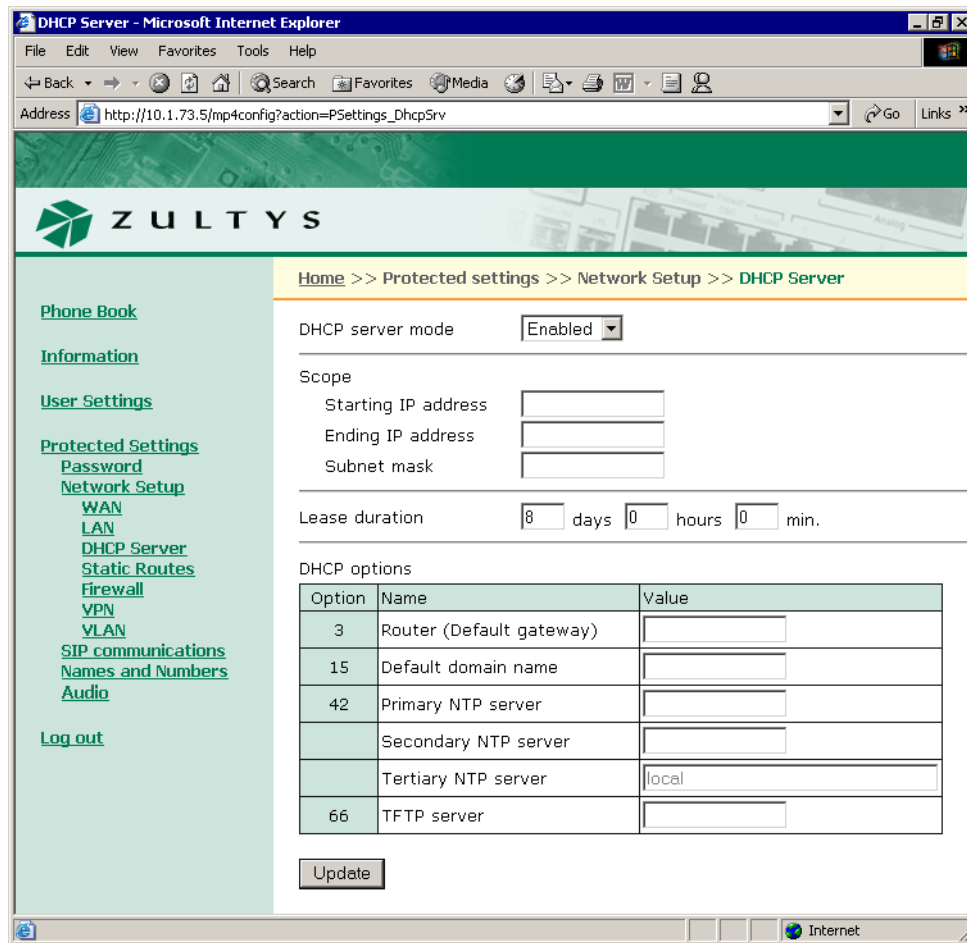 DHCP Server - Microsoft Internet Explorer
File Edit View Favorites Tools Help
Back Search Favorites Media
Address http://10.1.73.5/mp4config?action=PSettings_DhcpSrv Go Links »
ZULTYS
Home >> Protected settings >> Network Setup >> DHCP Server
Phone Book
Information
User Settings
Protected Settings
Password
Network Setup
WAN
LAN
DHCP Server
Static Routes
Firewall
VPN
VLAN
SIP communications
Names and Numbers
Audio
Log out
DHCP server mode Enabled
Scope
Starting IP address
Ending IP address
Subnet mask
Lease duration 8 days 0 hours 0 min.
DHCP options
Option Name Value
3 Router (Default gateway)
15 Default domain name
42 Primary NTP server
Secondary NTP server
Tertiary NTP server local
66 TFTP server
Update
Internet